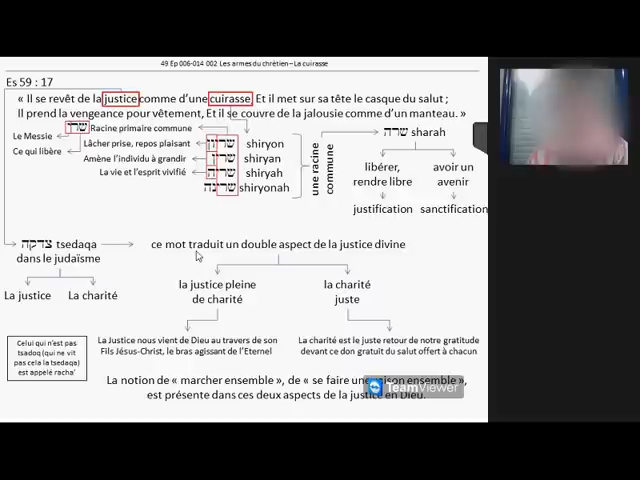 49 Ep 006-014 002 Les armes du chrétien – La cuirasse
Es 59 : 17
« Il se revêt de la justice comme d'une cuirasse, Et il met sur sa tête le casque du salut ;
Il prend la vengeance pour vêtement, Et il se couvre de la jalousie comme d'un manteau. »
שרו Racine primaire commune
Le Messie
Ce qui libère
Lâcher prise, repos plaisant שריון shiryon
Amène l'individu à grandir שרין shiryan
La vie et l'esprit vivifié שריה shiryah
שרינה shiryonah
une racine
commune
שרה sharah
libérer,
rendre libre
avoir un
avenir
justification
sanctification
צדקה tsedaqa
dans le judaïsme
La justice
La charité
ce mot traduit un double aspect de la justice divine
la justice pleine
de charité
la charité
juste
La Justice nous vient de Dieu au travers de son
Fils Jésus-Christ, le bras agissant de l'Eternel
La charité est le juste retour de notre gratitude
devant ce don gratuit du salut offert à chacun
Celui qui n'est pas
tsadoq (qui ne vit
pas cela la tsedaqa)
est appelé racha'
La notion de « marcher ensemble », de « se faire une maison ensemble »,
est présente dans ces deux aspects de la justice en Dieu.
TeamViewer